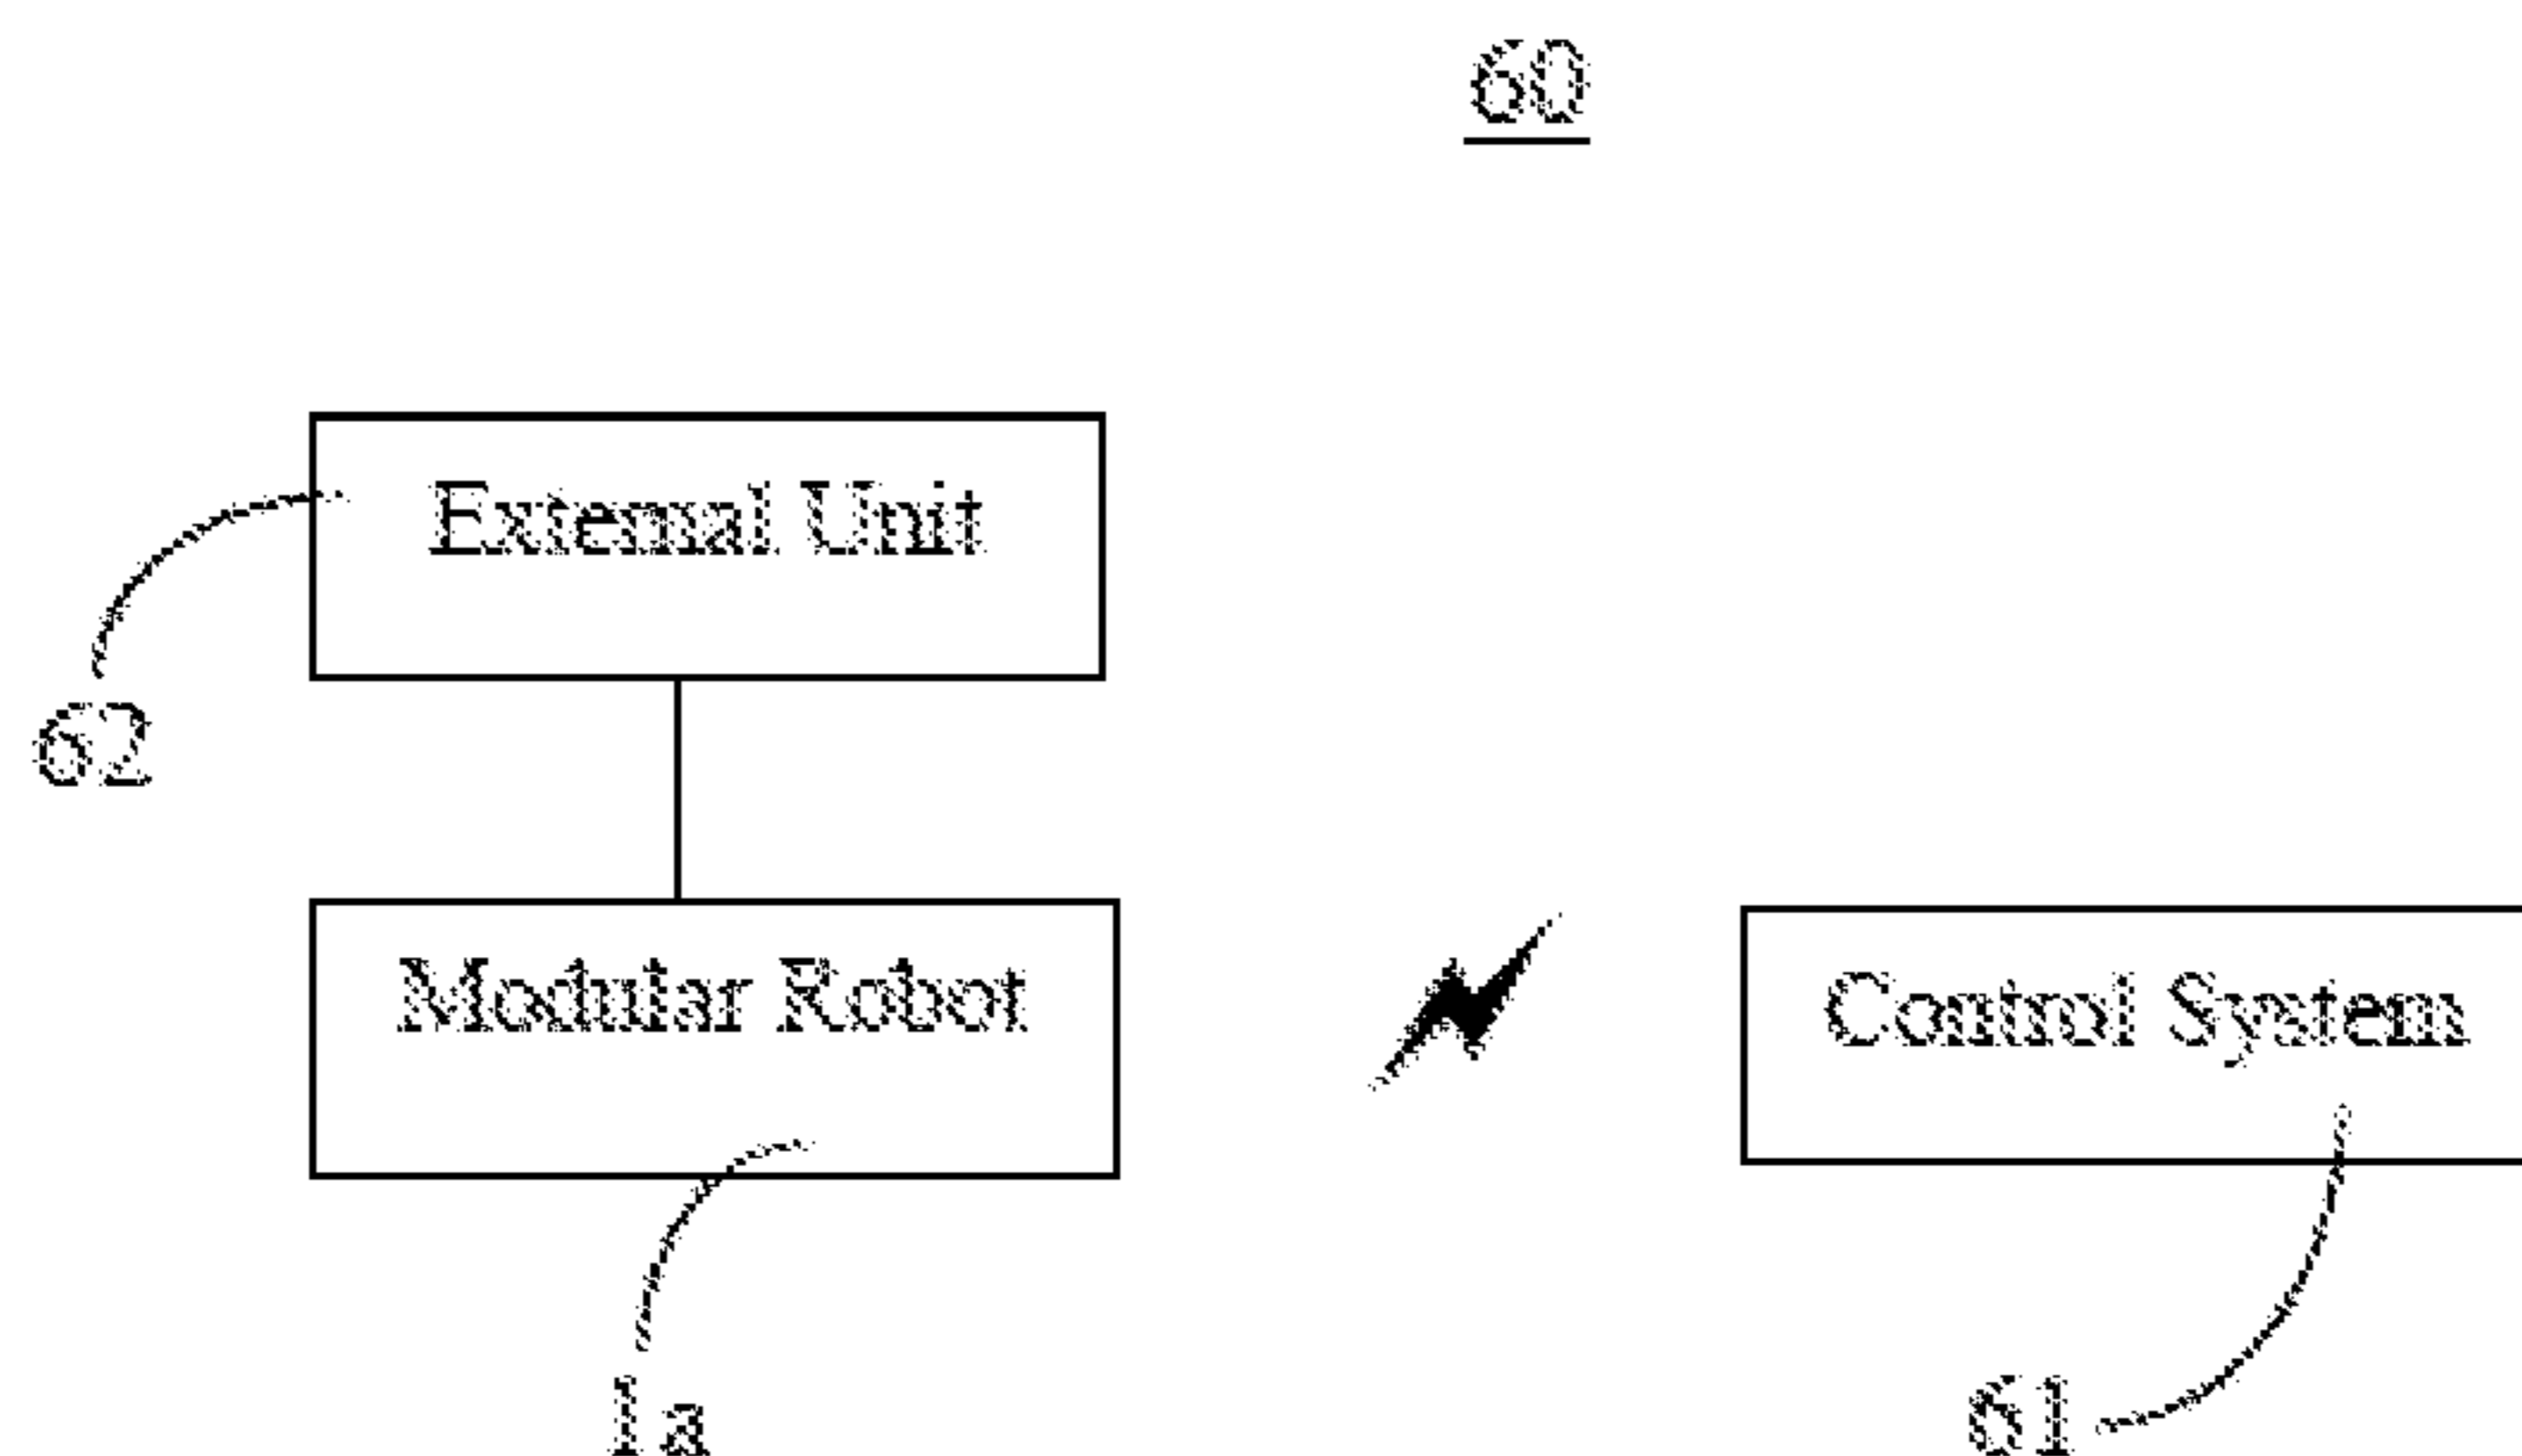 60
External Unit
62
Modular Robot
Control System
1a
61